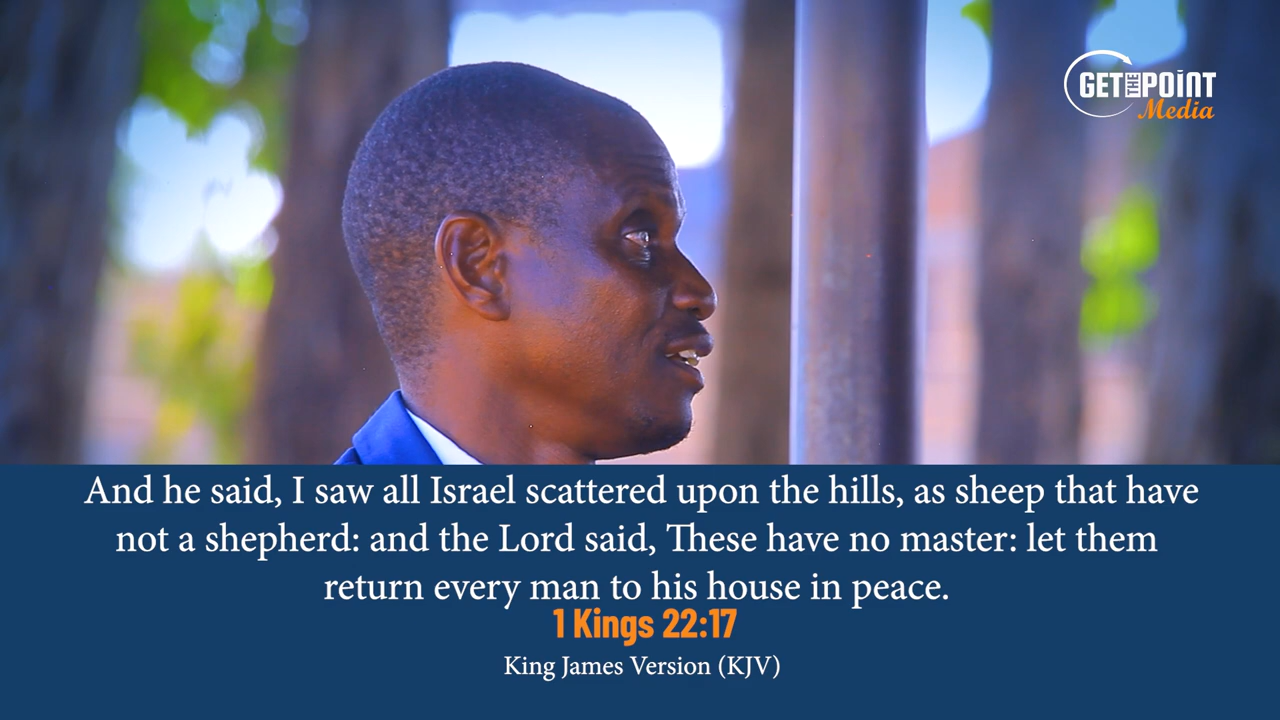 GET THE POINT
Media
And he said, I saw all Israel scattered upon the hills, as sheep that have
not a shepherd: and the Lord said, These have no master: let them
return every man to his house in peace.
1 Kings 22:17
King James Version (KJV)